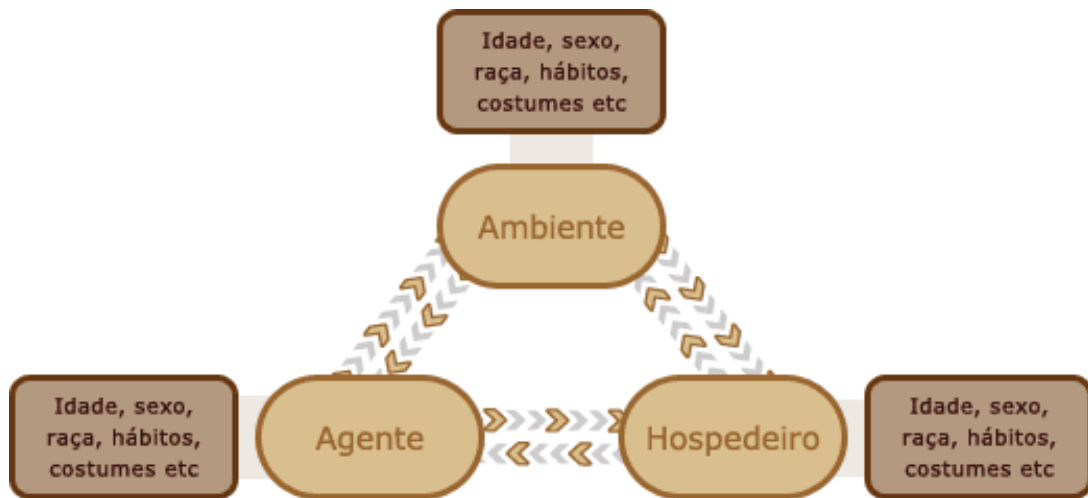 Idade, sexo,
raça, hábitos,
costumes etc
Ambiente
Idade, sexo,
raça, hábitos,
costumes etc
Agente
Hospedeiro
Idade, sexo,
raça, hábitos,
costumes etc